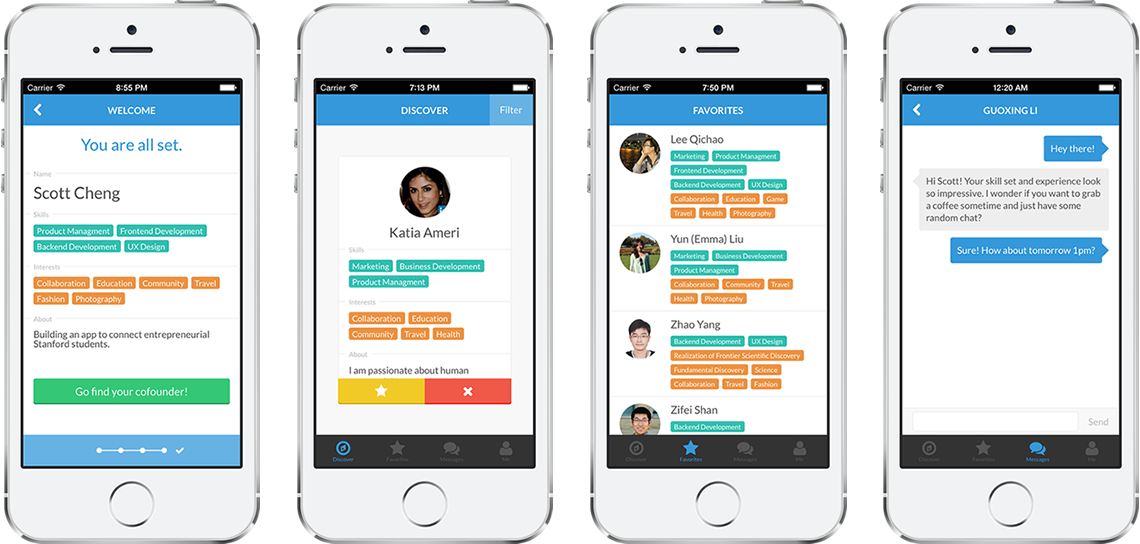 Carrier 8:55 PM
WELCOME
You are all set.
Name
Scott Cheng
Skills
Product Managment Frontend Development
Backend Development UX Design
Interests
Collaboration Education Community Travel
Fashion Photography
About
Building an app to connect entrepreneurial
Stanford students.
Go find your cofounder!
Carrier 7:13 PM
DISCOVER Filter
Katia Ameri
Skills
Marketing Business Development
Product Managment
Interests
Collaboration Education
Community Travel Health
About
I am passionate about human
Discover Favorites Messages Me
Carrier 7:50 PM
FAVORITES
Lee Qichao
Marketing Product Managment
Frontend Development
Backend Development UX Design
Collaboration Education Game
Travel Health Photography
Yun (Emma) Liu
Marketing Business Development
Product Managment
Collaboration Community Travel
Health Photography
Zhao Yang
Backend Development UX Design
Realization of Frontier Scientific Discovery
Fundamental Discovery Science
Collaboration Travel Fashion
Zifei Shan
Backend Development
Discover Favorites Messages Me
Carrier 12:20 AM
GUOXING LI
Hey there!
Hi Scott! Your skill set and experience look
so impressive. I wonder if you want to grab
a coffee sometime and just have some
random chat?
Sure! How about tomorrow 1pm?
Send
Discover Favorites Messages Me